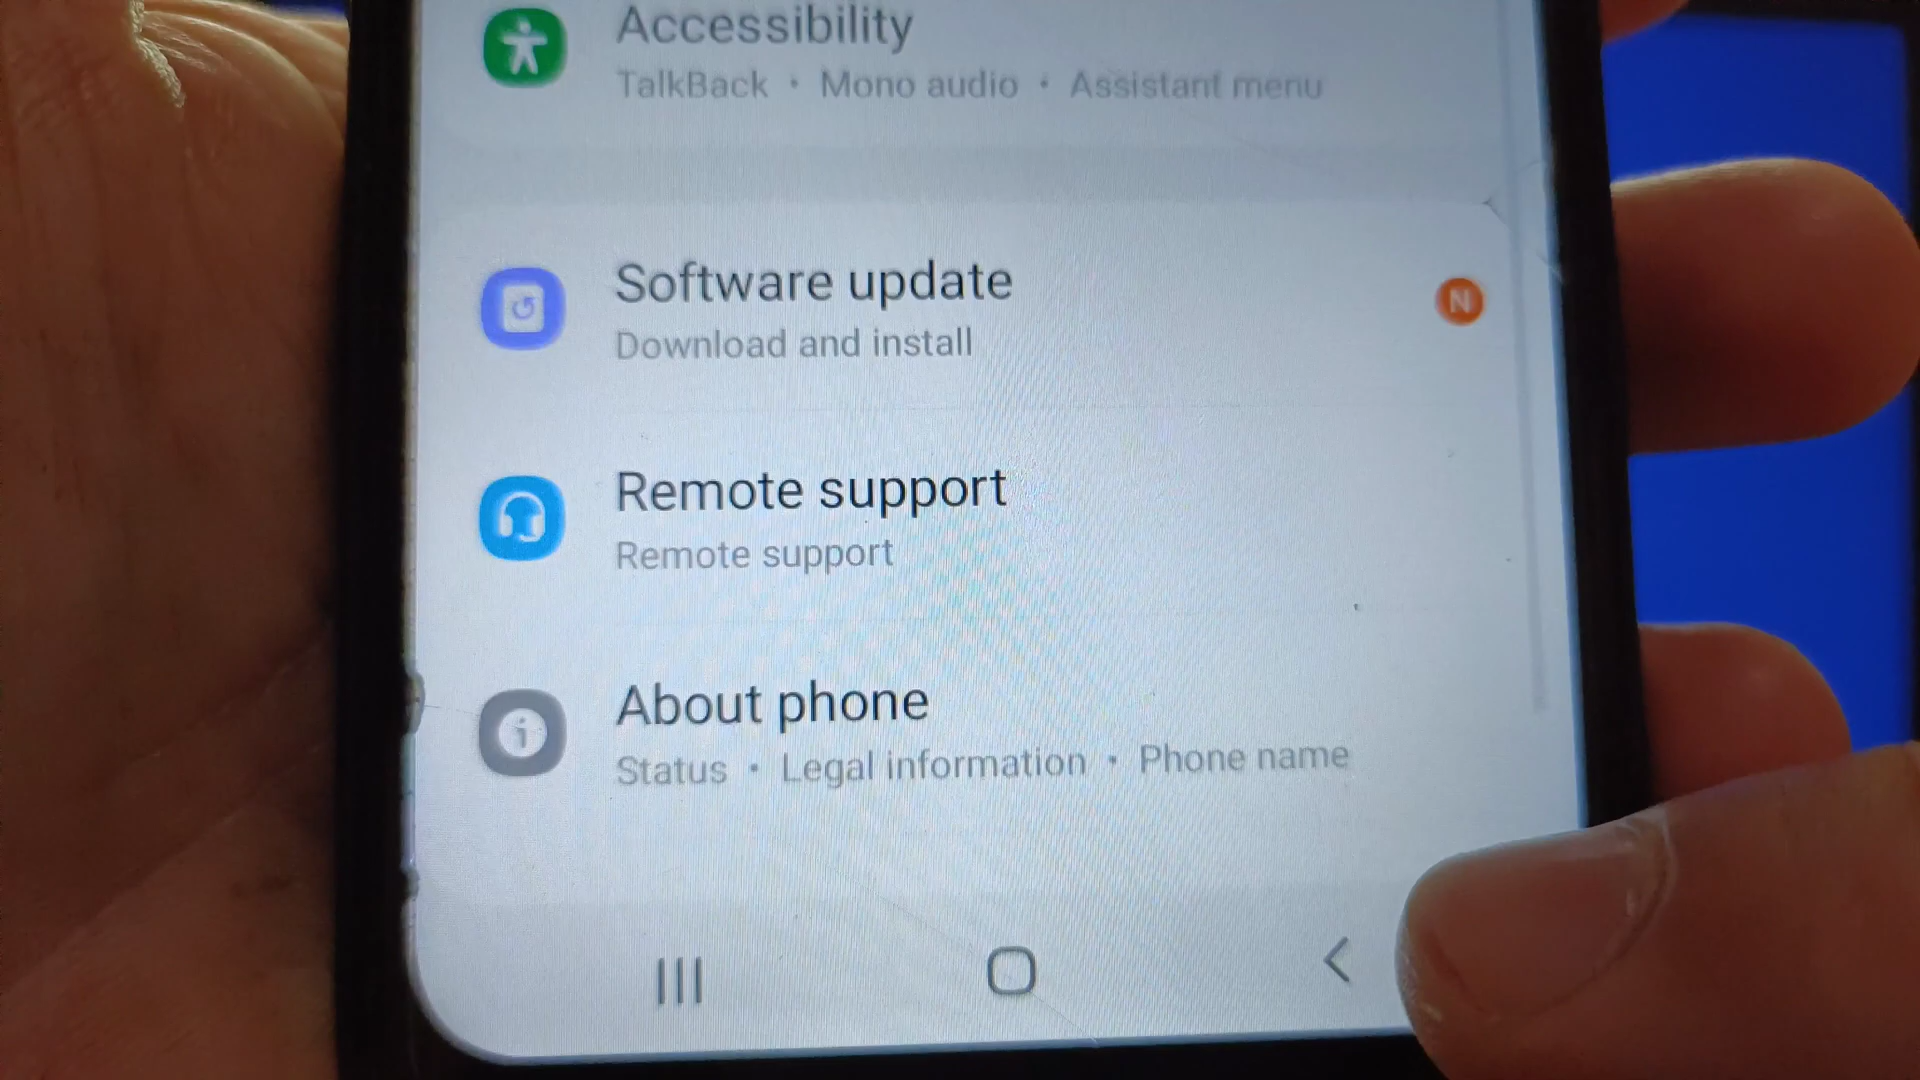 Accessibility
TalkBack • Mono audio • Assistant menu
Software update
N
Download and install
Remote support
Remote support
About phone
Status • Legal information • Phone name